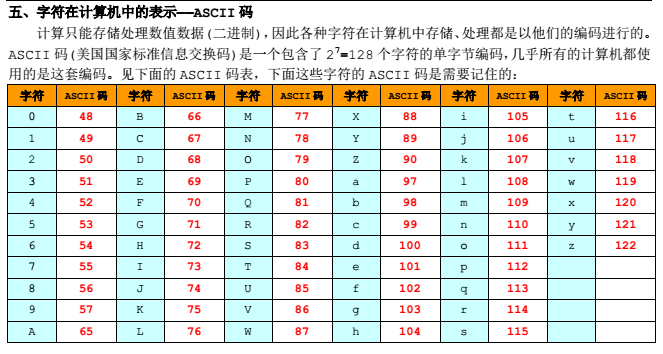 五、字符在计算机中的表示——ASCII 码
计算只能存储处理数值数据(二进制),因此各种字符在计算机中存储、处理都是以他们的编码进行的。
ASCII 码(美国国家标准信息交换码)是一个包含了 2⁷=128 个字符的单字节编码,几乎所有的计算机都使
用的是这套编码。见下面的 ASCII 码表，下面这些字符的 ASCII 码是需要记住的:
字符 ASCII 码 字符 ASCII 码 字符 ASCII 码 字符 ASCII 码 字符 ASCII 码 字符 ASCII 码
0 48 B 66 M 77 X 88 i 105 t 116
1 49 C 67 N 78 Y 89 j 106 u 117
2 50 D 68 O 79 Z 90 k 107 v 118
3 51 E 69 P 80 a 97 l 108 w 119
4 52 F 70 Q 81 b 98 m 109 x 120
5 53 G 71 R 82 c 99 n 110 y 121
6 54 H 72 S 83 d 100 o 111 z 122
7 55 I 73 T 84 e 101 p 112
8 56 J 74 U 85 f 102 q 113
9 57 K 75 V 86 g 103 r 114
A 65 L 76 W 87 h 104 s 115